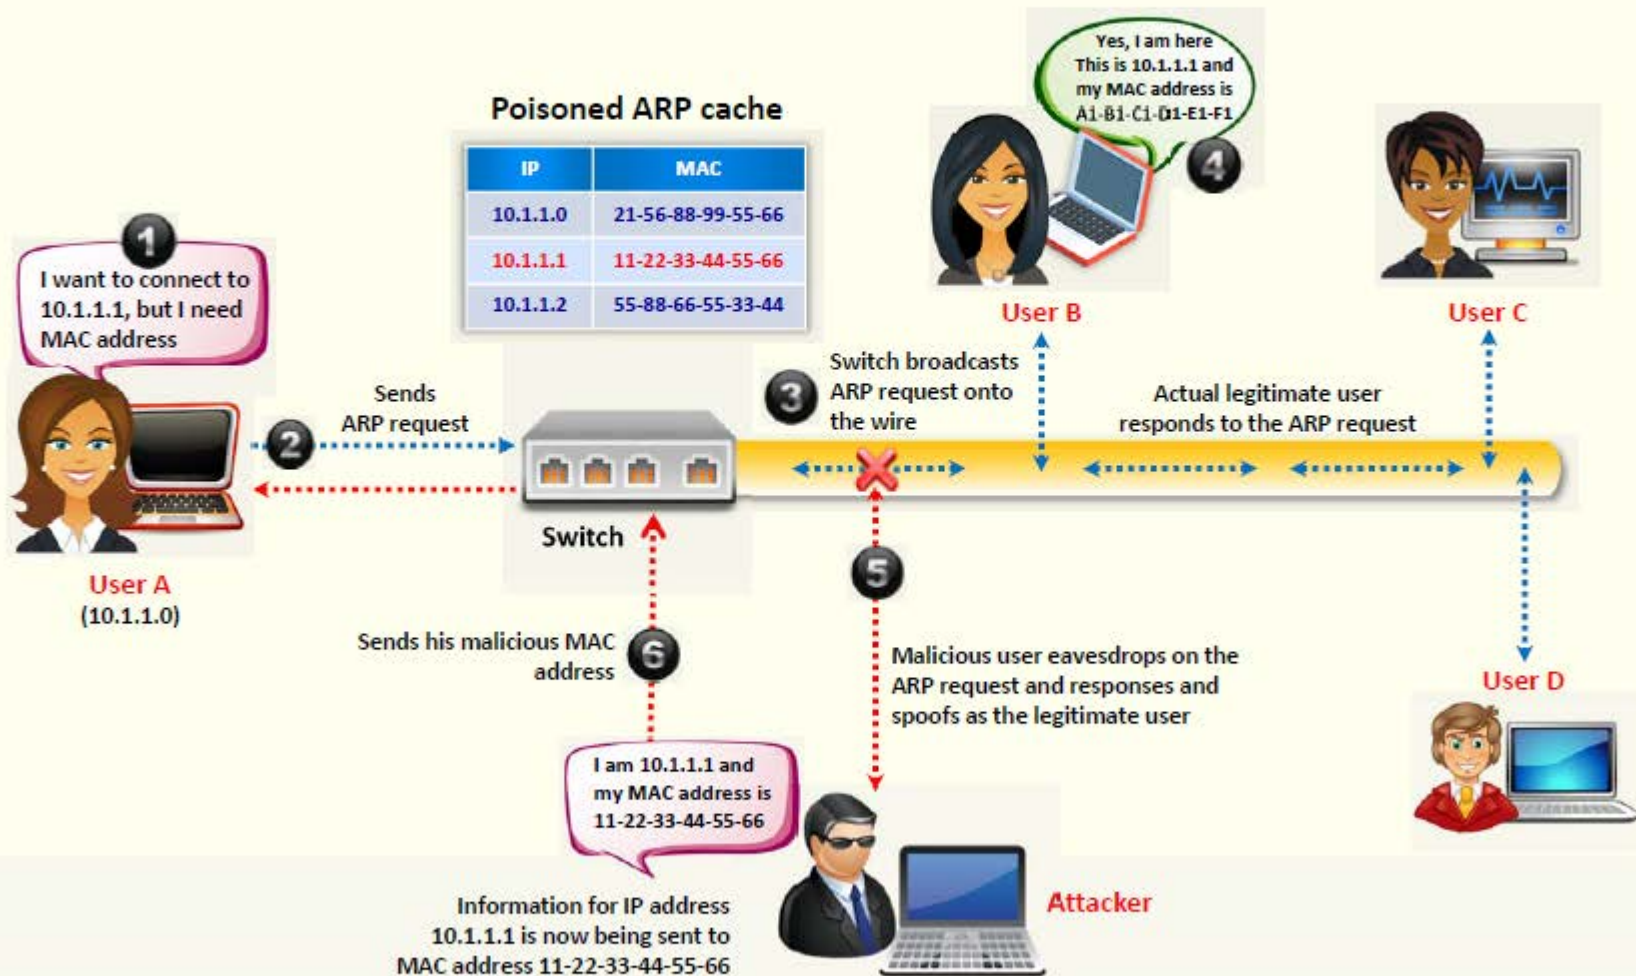 Poisoned ARP cache
IP MAC
10.1.1.0 21-56-88-99-55-66
10.1.1.1 11-22-33-44-55-66
10.1.1.2 55-88-66-55-33-44
1
I want to connect to
10.1.1.1, but I need
MAC address
User A
(10.1.1.0)
2
Sends
ARP request
Switch
3
Switch broadcasts
ARP request onto
the wire
Yes, I am here
This is 10.1.1.1 and
my MAC address is
A1-B1-C1-D1-E1-F1
4
User B
User C
Actual legitimate user
responds to the ARP request
User D
5
Malicious user eavesdrops on the
ARP request and responses and
spoofs as the legitimate user
6
Sends his malicious MAC
address
I am 10.1.1.1 and
my MAC address is
11-22-33-44-55-66
Attacker
Information for IP address
10.1.1.1 is now being sent to
MAC address 11-22-33-44-55-66